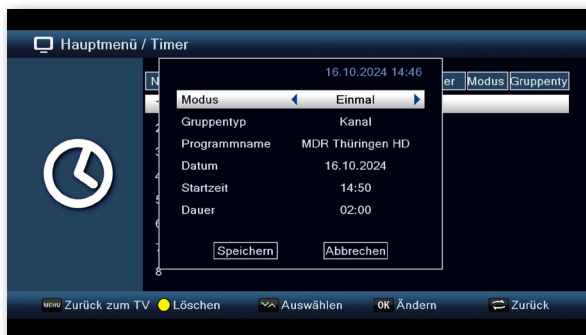 Hauptmenü / Timer
16.10.2024 14:46
N er Modus Gruppenty
Modus Einmal
Gruppentyp Kanal
Programmname MDR Thüringen HD
Datum 16.10.2024
Startzeit 14:50
Dauer 02:00
Speichern Abbrechen
8
MENU Zurück zum TV Löschen Auswählen OK Ändern Zurück